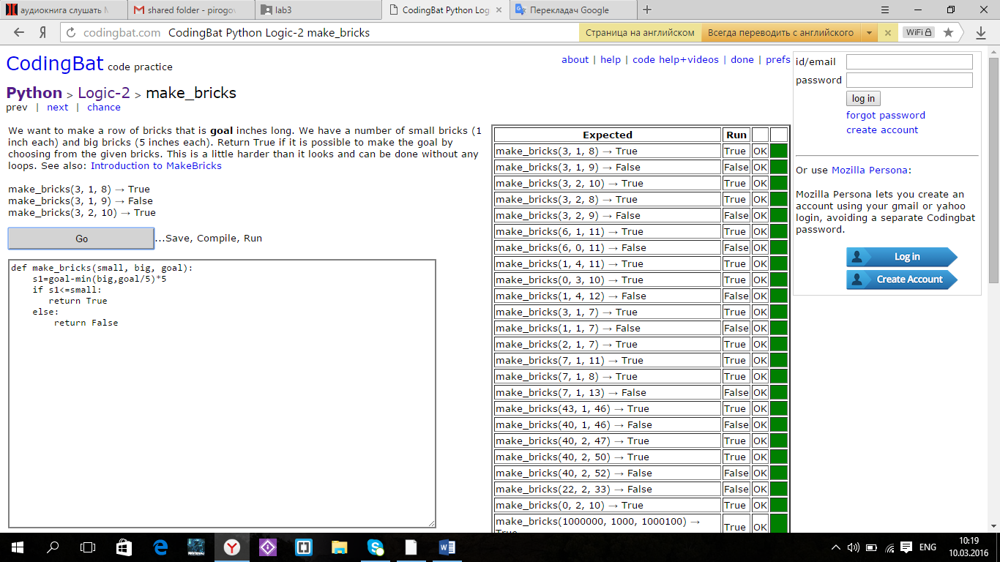 аудиокнига слушать
shared folder - pirogo
lab3
CodingBat Python Log
Перекладач Google
codingbat.com CodingBat Python Logic-2 make_bricks
Страница на английском
Всегда переводить с английского
WiFi
CodingBat code practice
about | help | code help+videos | done | prefs
id/email
password
log in
forgot password
create account
Or use Mozilla Persona:
Mozilla Persona lets you create an
account using your gmail or yahoo
login, avoiding a separate Codingbat
password.
Log in
Create Account
Python > Logic-2 > make_bricks
prev | next | chance
We want to make a row of bricks that is goal inches long. We have a number of small bricks (1
inch each) and big bricks (5 inches each). Return True if it is possible to make the goal by
choosing from the given bricks. This is a little harder than it looks and can be done without any
loops. See also: Introduction to MakeBricks
make_bricks(3, 1, 8) → True
make_bricks(3, 1, 9) → False
make_bricks(3, 2, 10) → True
Go
...Save, Compile, Run
def make_bricks(small, big, goal):
    s1=goal-min(big,goal/5)*5
    if s1<=small:
       return True
    else:
        return False
Expected Run
make_bricks(3, 1, 8) → True True OK
make_bricks(3, 1, 9) → False False OK
make_bricks(3, 2, 10) → True True OK
make_bricks(3, 2, 8) → True True OK
make_bricks(3, 2, 9) → False False OK
make_bricks(6, 1, 11) → True True OK
make_bricks(6, 0, 11) → False False OK
make_bricks(1, 4, 11) → True True OK
make_bricks(0, 3, 10) → True True OK
make_bricks(1, 4, 12) → False False OK
make_bricks(3, 1, 7) → True True OK
make_bricks(1, 1, 7) → False False OK
make_bricks(2, 1, 7) → True True OK
make_bricks(7, 1, 11) → True True OK
make_bricks(7, 1, 8) → True True OK
make_bricks(7, 1, 13) → False False OK
make_bricks(43, 1, 46) → True True OK
make_bricks(40, 1, 46) → False False OK
make_bricks(40, 2, 47) → True True OK
make_bricks(40, 2, 50) → True True OK
make_bricks(40, 2, 52) → False False OK
make_bricks(22, 2, 33) → False False OK
make_bricks(0, 2, 10) → True True OK
make_bricks(1000000, 1000, 1000100) → True OK
ENG
10:19
10.03.2016